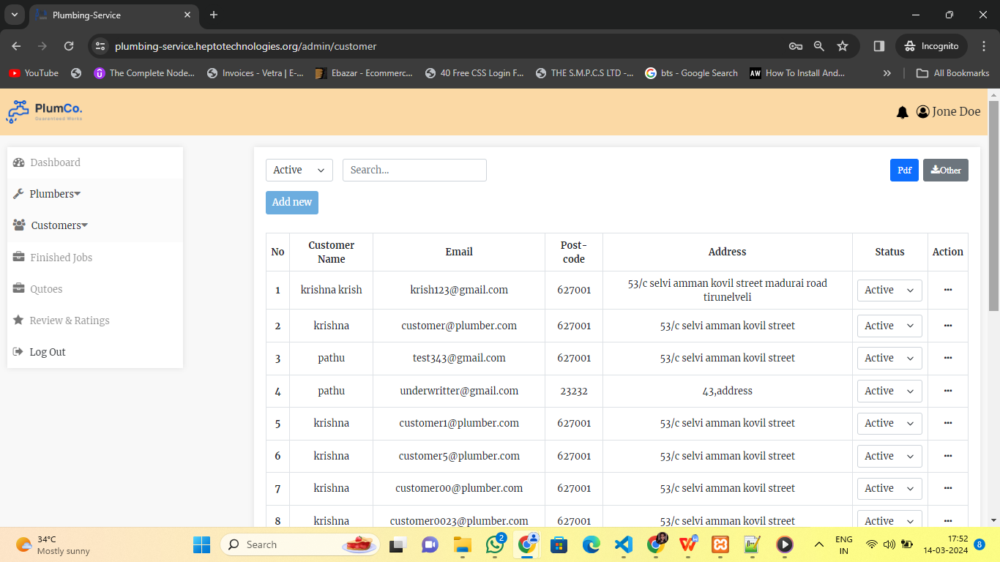 Plumbing-Service
plumbing-service.heptotechnologies.org/admin/customer
Incognito
YouTube
The Complete Node...
Invoices - Vetra | E-...
Ebazar - Ecommerc...
40 Free CSS Login F...
THE S.M.P.C.S LTD -...
bts - Google Search
AW How To Install And...
All Bookmarks
PlumCo.
Guaranteed Works
Jone Doe
Dashboard
Plumbers
Customers
Finished Jobs
Qutoes
Review & Ratings
Log Out
Active
Search...
Pdf
Other
Add new
No Customer Name Email Post-code Address Status Action
1 krishna krish krish123@gmail.com 627001 53/c selvi amman kovil street madurai road tirunelveli Active
2 krishna customer@plumber.com 627001 53/c selvi amman kovil street Active
3 pathu test343@gmail.com 627001 53/c selvi amman kovil street Active
4 pathu underwritter@gmail.com 23232 43,address Active
5 krishna customer1@plumber.com 627001 53/c selvi amman kovil street Active
6 krishna customer5@plumber.com 627001 53/c selvi amman kovil street Active
7 krishna customer00@plumber.com 627001 53/c selvi amman kovil street Active
8 krishna customer0023@plumber.com 627001 53/c selvi amman kovil street Active
34°C
Mostly sunny
Search
2
ENG
IN
17:52
14-03-2024
8